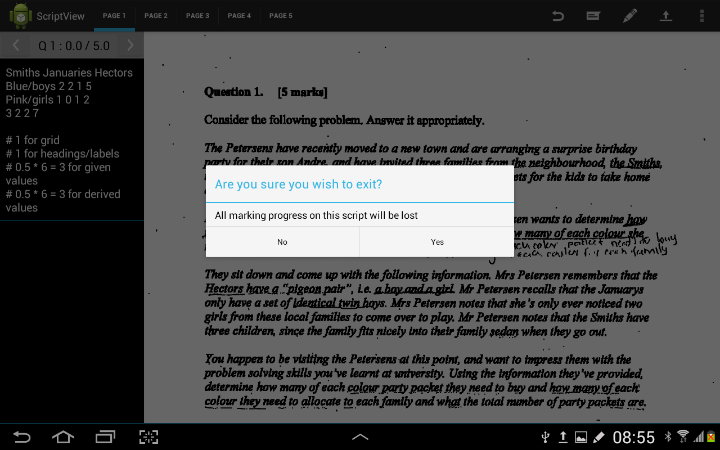 ScriptView PAGE 1 PAGE 2 PAGE 3 PAGE 4 PAGE 5
Q 1 : 0.0 / 5.0
Smiths Januaries Hectors
Blue/boys 2 2 1 5
Pink/girls 1 0 1 2
3 2 2 7
# 1 for grid
# 1 for headings/labels
# 0.5 * 6 = 3 for given
values
# 0.5 * 6 = 3 for derived
values
Question 1. [5 marks]
Consider the following problem. Answer it appropriately.
The Petersens have recently moved to a new town and are arranging a surprise birthday
party for their son Andre, and have invited three families from the neighbourhood, the Smiths,
ets for the kids to take home
Are you sure you wish to exit?
All marking progress on this script will be lost
No Yes
en wants to determine how
many of each colour she
each family
They sit down and come up with the following information. Mrs Petersen remembers that the
Hectors have a "pigeon pair", i.e. a boy and a girl. Mr Petersen recalls that the Januarys
only have a set of identical twin boys. Mrs Petersen notes that she's only ever noticed two
girls from these local families to come over to play. Mr Petersen notes that the Smiths have
three children, since the family fits nicely into their family sedan when they go out.
You happen to be visiting the Petersens at this point, and want to impress them with the
problem solving skills you've learnt at university. Using the information they've provided,
determine how many of each colour party packet they need to buy and how many of each
colour they need to allocate to each family and what the total number of party packets are.
08:55